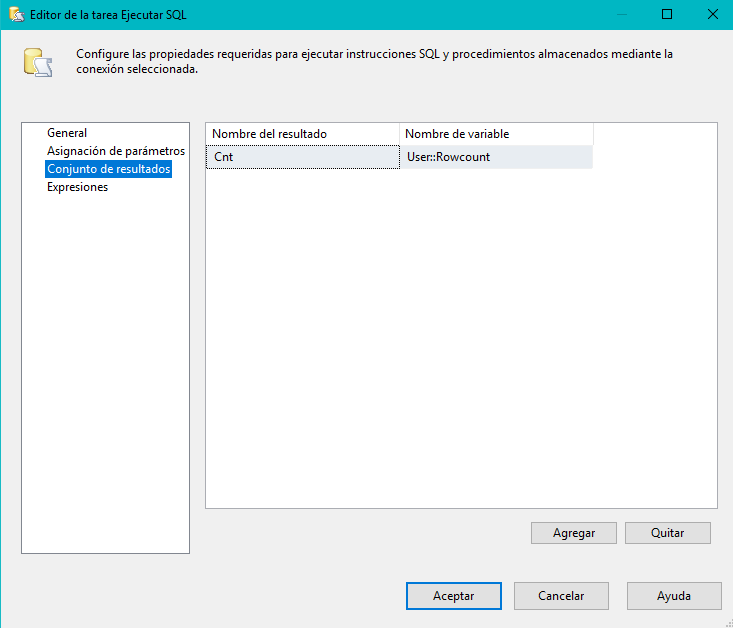 Editor de la tarea Ejecutar SQL
Configure las propiedades requeridas para ejecutar instrucciones SQL y procedimientos almacenados mediante la
conexión seleccionada.
General
Asignación de parámetros
Conjunto de resultados
Expresiones
Nombre del resultado Nombre de variable
Cnt User::Rowcount
Agregar Quitar
Aceptar Cancelar Ayuda